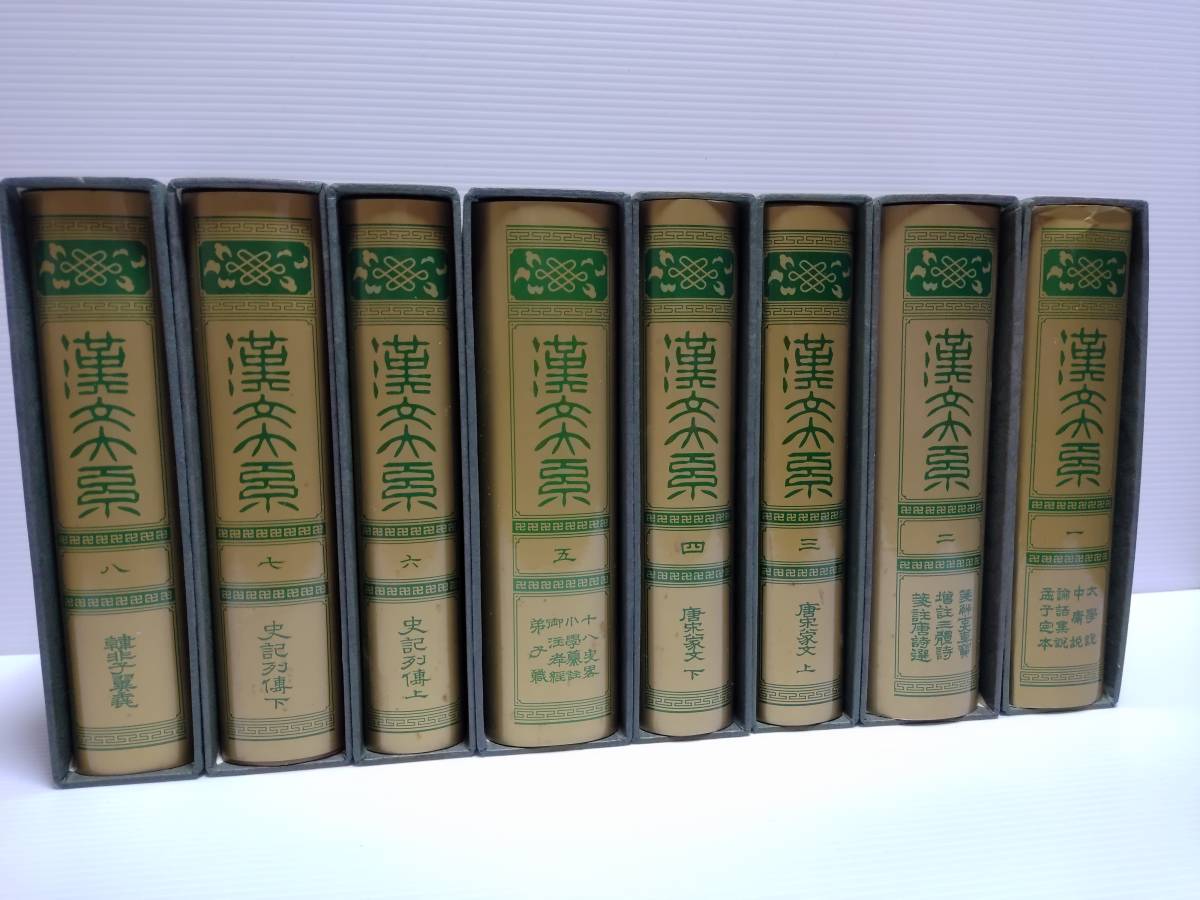 漢文大系
一
大學說
中庸說
論語集說
孟子定本
漢文大系
二
箋解古文眞寶
增註三體詩
箋註唐詩選
漢文大系
三
唐宋八家文 上
漢文大系
四
唐宋八家文 下
漢文大系
五
十八史略
小學纂註
御注孝經
弟子職
漢文大系
六
史記列傳上
漢文大系
七
史記列傳下
漢文大系
八
韓非子翼毳